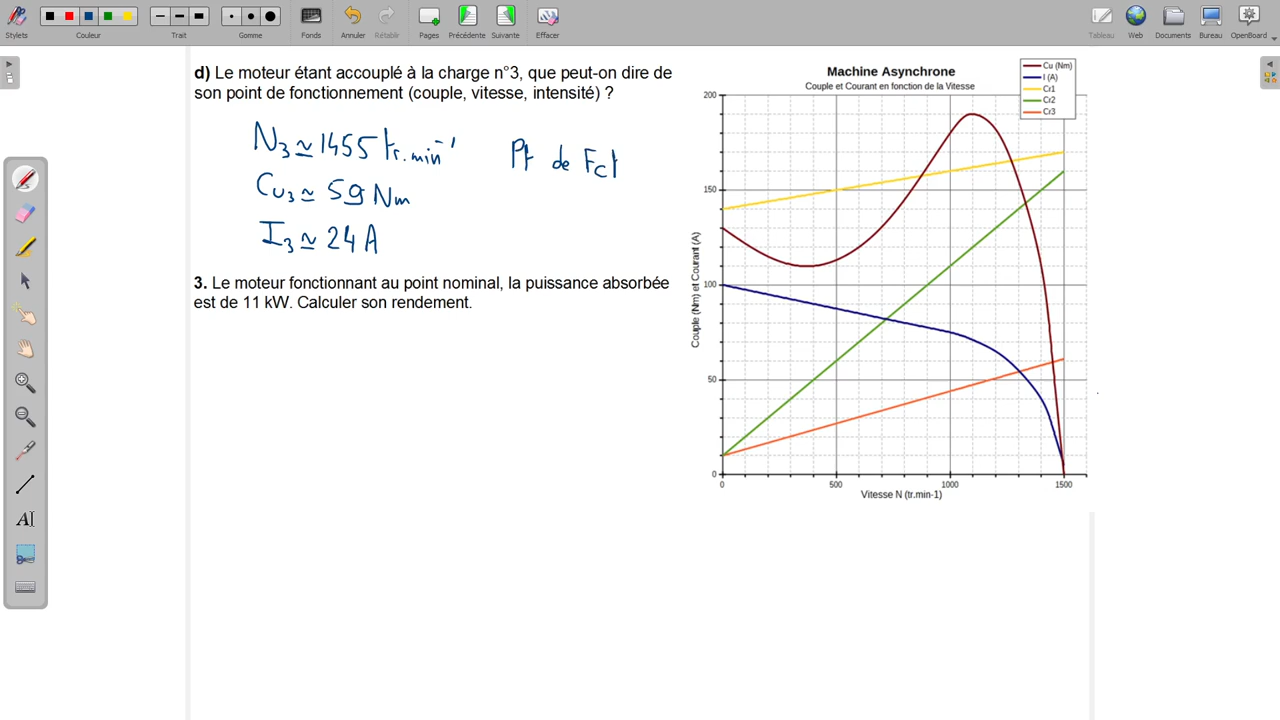 Stylets
Couleur
Trait
Gomme
Fonds
Annuler
Rétablir
Pages
Précédente
Suivante
Effacer
Tableau
Web
Documents
Bureau
OpenBoard
d) Le moteur étant accouplé à la charge n°3, que peut-on dire de
son point de fonctionnement (couple, vitesse, intensité) ?
N3 ≃ 1455 tr.min⁻¹
Pt de Fct
Cu3 ≃ 59 Nm
I3 ≃ 24 A
3. Le moteur fonctionnant au point nominal, la puissance absorbée
est de 11 kW. Calculer son rendement.
Machine Asynchrone
Couple et Courant en fonction de la Vitesse
Cu (Nm)
I (A)
Cr1
Cr2
Cr3
200
150
100
50
0
Couple (Nm) et Courant (A)
0
500
1000
1500
Vitesse N (tr.min-1)
AI